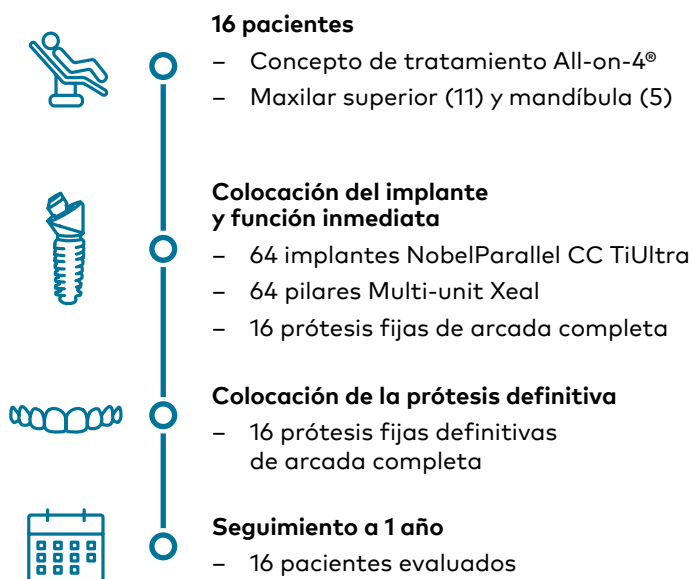 16 pacientes
– Concepto de tratamiento All-on-4®
– Maxilar superior (11) y mandíbula (5)
Colocación del implante
y función inmediata
– 64 implantes NobelParallel CC TiUltra
– 64 pilares Multi-unit Xeal
– 16 prótesis fijas de arcada completa
Colocación de la prótesis definitiva
– 16 prótesis fijas definitivas
de arcada completa
Seguimiento a 1 año
– 16 pacientes evaluados